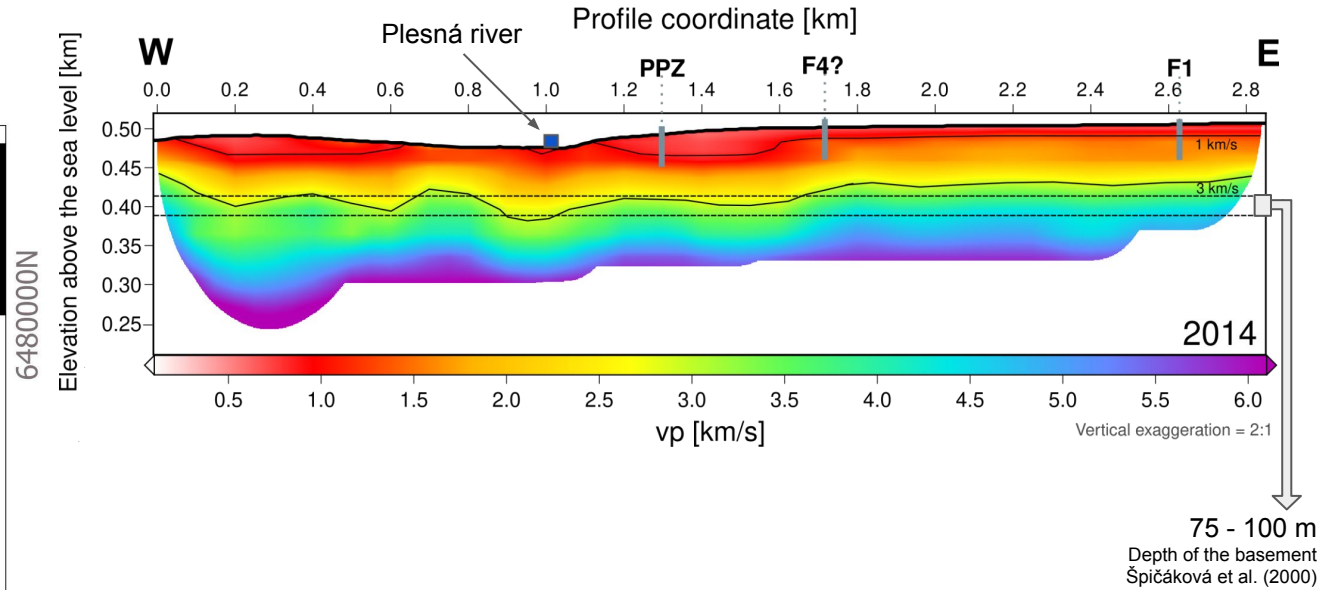 Profile coordinate [km]
Plesná river
W
E
PPZ
F4?
F1
0.0 0.2 0.4 0.6 0.8 1.0 1.2 1.4 1.6 1.8 2.0 2.2 2.4 2.6 2.8
Elevation above the sea level [km]
6480000N
0.50
0.45
0.40
0.35
0.30
0.25
1 km/s
3 km/s
2014
0.5 1.0 1.5 2.0 2.5 3.0 3.5 4.0 4.5 5.0 5.5 6.0
vp [km/s]
Vertical exaggeration = 2:1
75 - 100 m
Depth of the basement
Špičáková et al. (2000)